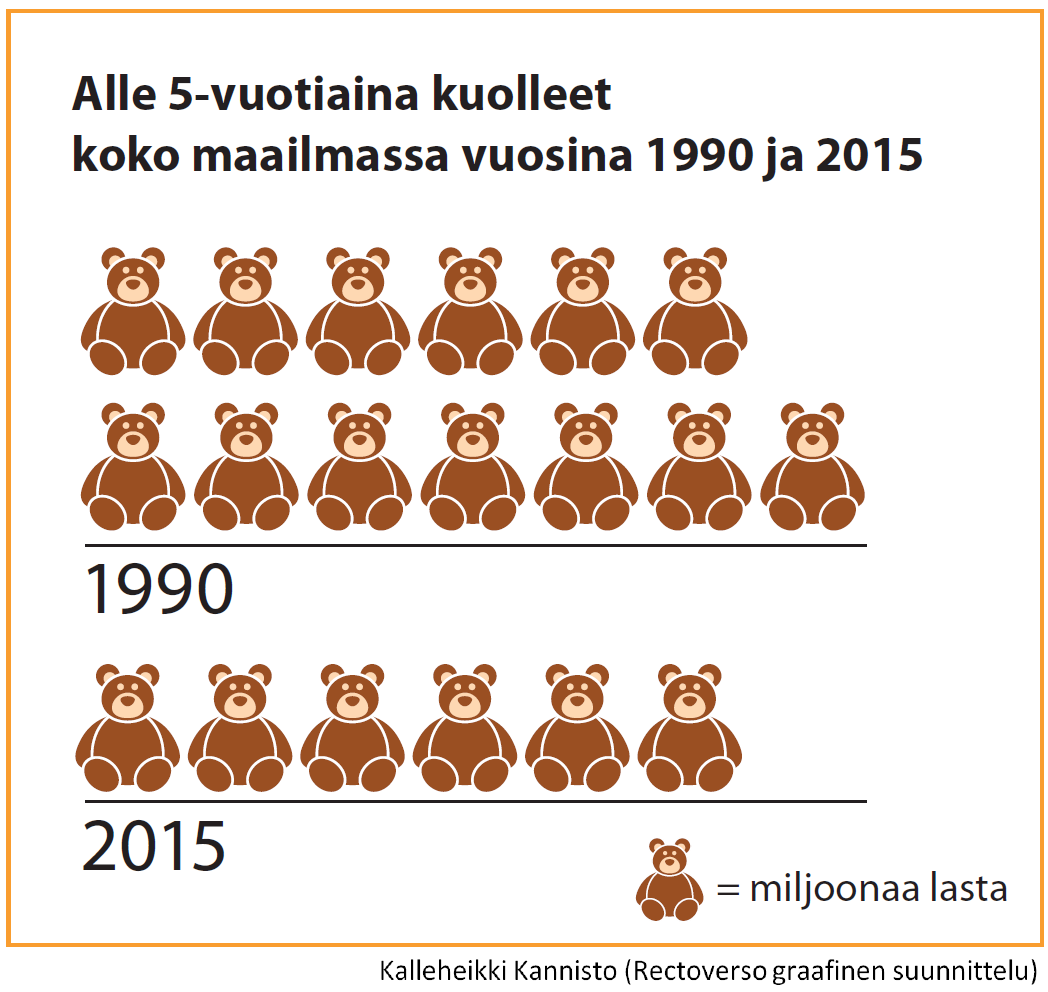 Alle 5-vuotiaina kuolleet
koko maailmassa vuosina 1990 ja 2015
1990
2015
= miljoonaa lasta
Kalleheikki Kannisto (Rectoverso graafinen suunnittelu)